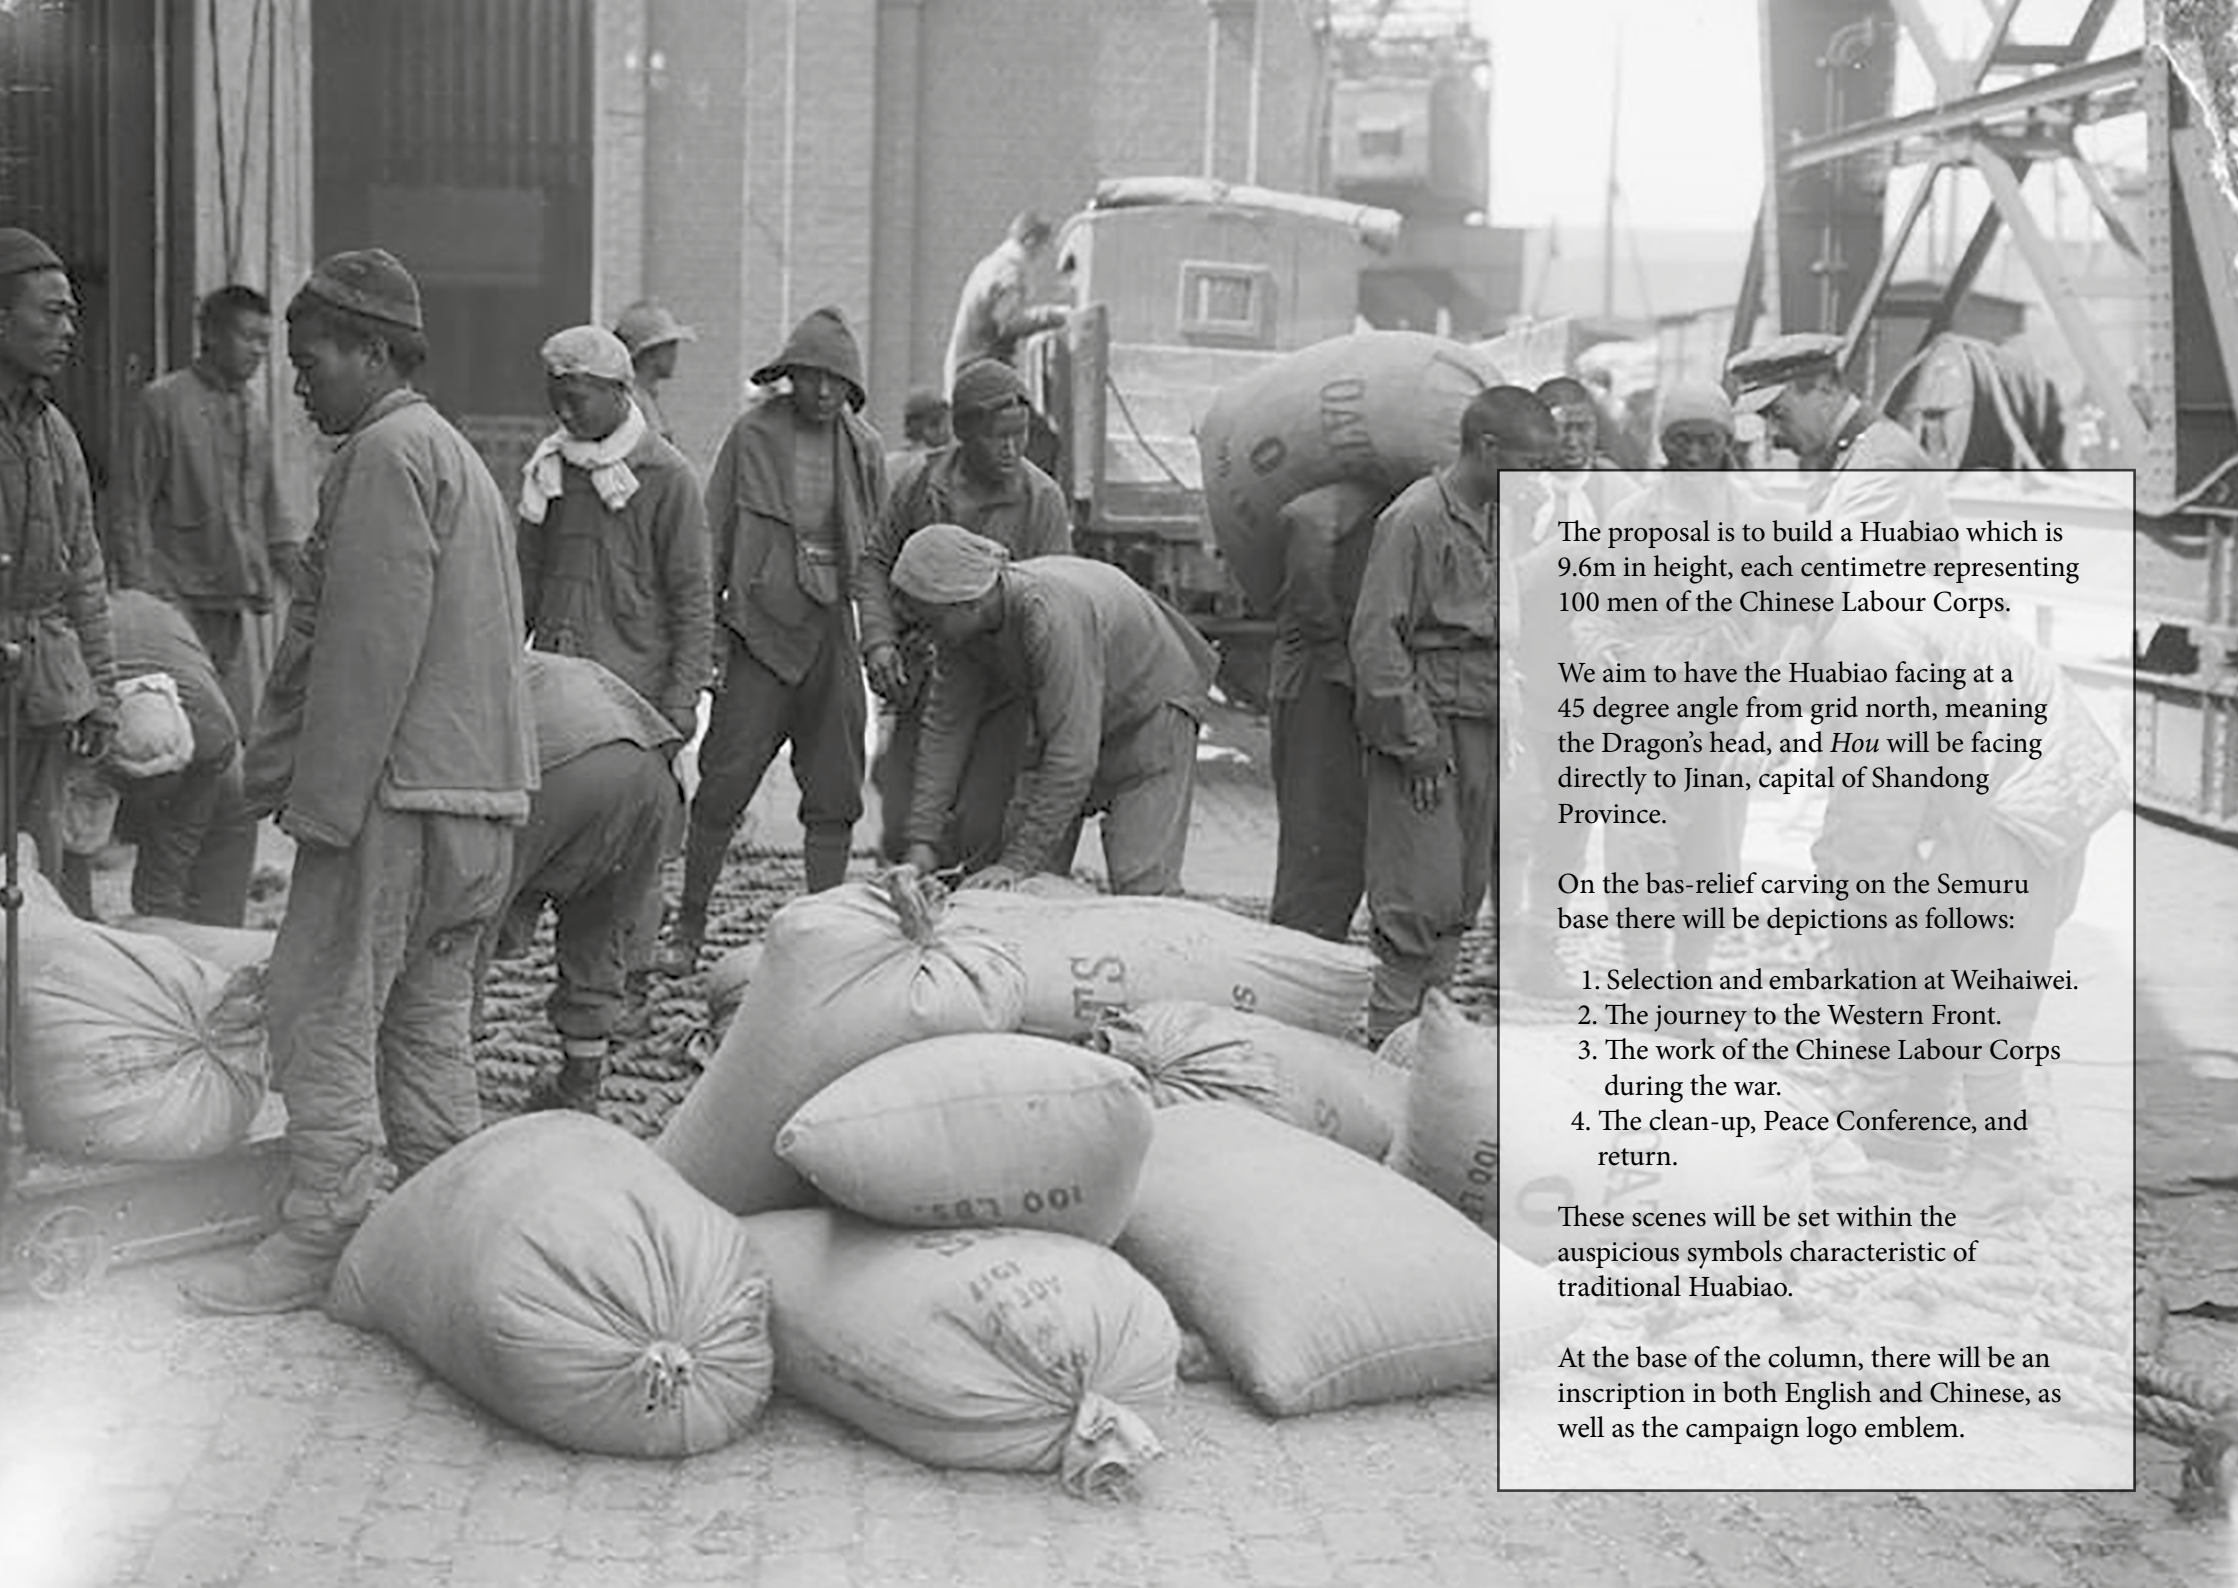 The proposal is to build a Huabiao which is
9.6m in height, each centimetre representing
100 men of the Chinese Labour Corps.
We aim to have the Huabiao facing at a
45 degree angle from grid north, meaning
the Dragon's head, and Hou will be facing
directly to Jinan, capital of Shandong
Province.
On the bas-relief carving on the Semuru
base there will be depictions as follows:
1. Selection and embarkation at Weihaiwei.
2. The journey to the Western Front.
3. The work of the Chinese Labour Corps
during the war.
4. The clean-up, Peace Conference, and
return.
These scenes will be set within the
auspicious symbols characteristic of
traditional Huabiao.
At the base of the column, there will be an
inscription in both English and Chinese, as
well as the campaign logo emblem.
100 LBS.